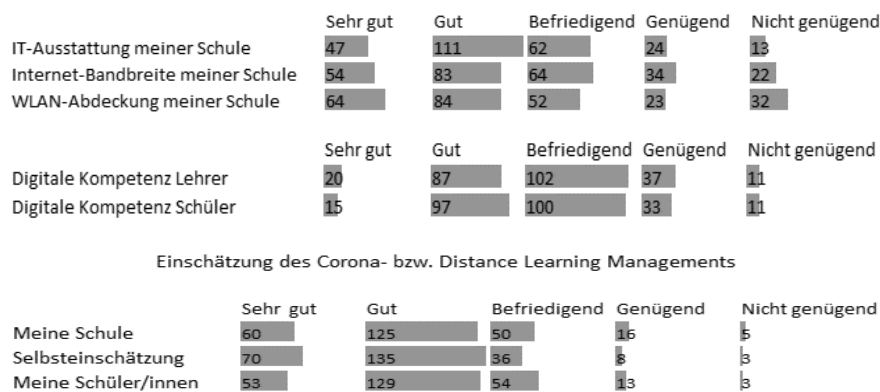 Sehr gut Gut Befriedigend Genügend Nicht genügend
IT-Ausstattung meiner Schule 47 111 62 24 13
Internet-Bandbreite meiner Schule 54 83 64 34 22
WLAN-Abdeckung meiner Schule 64 84 52 23 32
Sehr gut Gut Befriedigend Genügend Nicht genügend
Digitale Kompetenz Lehrer 20 87 102 37 11
Digitale Kompetenz Schüler 15 97 100 33 11
Einschätzung des Corona- bzw. Distance Learning Managements
Sehr gut Gut Befriedigend Genügend Nicht genügend
Meine Schule 60 125 50 16 5
Selbsteinschätzung 70 135 36 8 3
Meine Schüler/innen 53 129 54 13 3